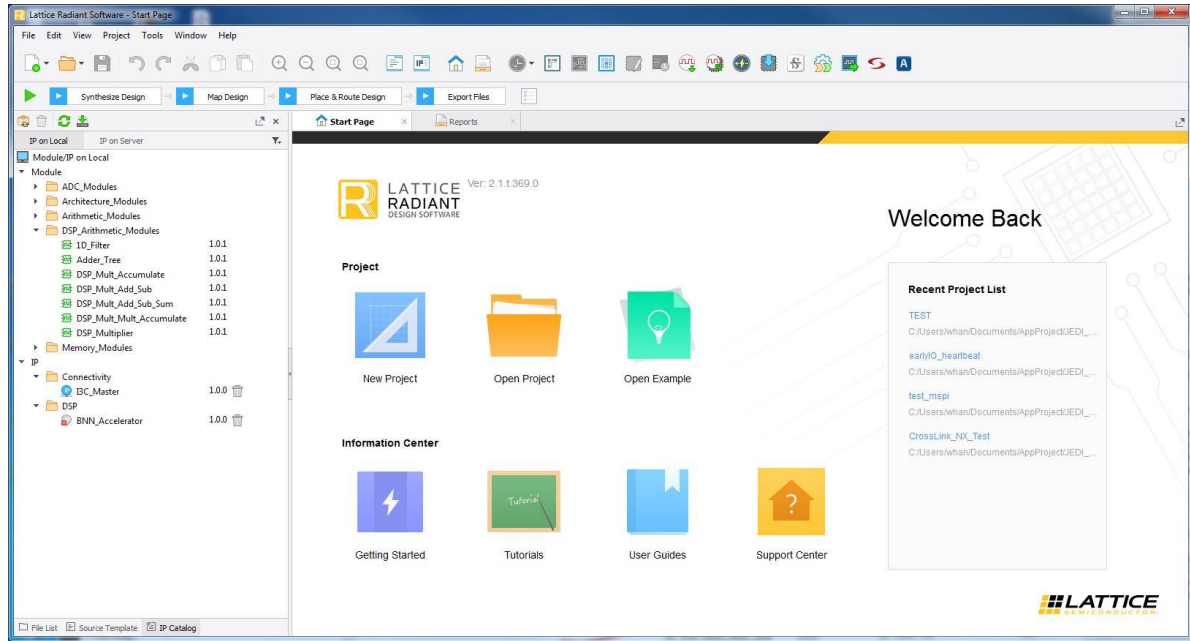 Lattice Radiant Software - Start Page
File Edit View Project Tools Window Help
Synthesize Design Map Design Place & Route Design Export Files
Start Page Reports
IP on Local IP on Server
Module/IP on Local
Module
ADC_Modules
Architecture_Modules
Arithmetic_Modules
DSP_Arithmetic_Modules
1D_Filter 1.0.1
Adder_Tree 1.0.1
DSP_Mult_Accumulate 1.0.1
DSP_Mult_Add_Sub 1.0.1
DSP_Mult_Add_Sub_Sum 1.0.1
DSP_Mult_Mult_Accumulate 1.0.1
DSP_Multiplier 1.0.1
Memory_Modules
IP
Connectivity
I3C_Master 1.0.0
DSP
BNN_Accelerator 1.0.0
File List Source Template IP Catalog
LATTICE
RADIANT
DESIGN SOFTWARE
Ver: 2.1.1.369.0
Project
New Project Open Project Open Example
Information Center
Tutorial
Getting Started Tutorials User Guides Support Center
Welcome Back
Recent Project List
TEST
C:/Users/whan/Documents/AppProject/JEDI_...
earlyIO_heartbeat
C:/Users/whan/Documents/AppProject/JEDI_...
test_mspi
C:/Users/whan/Documents/AppProject/JEDI_...
CrossLink_NX_Test
C:/Users/whan/Documents/AppProject/JEDI_...
LATTICE
SEMICONDUCTOR.